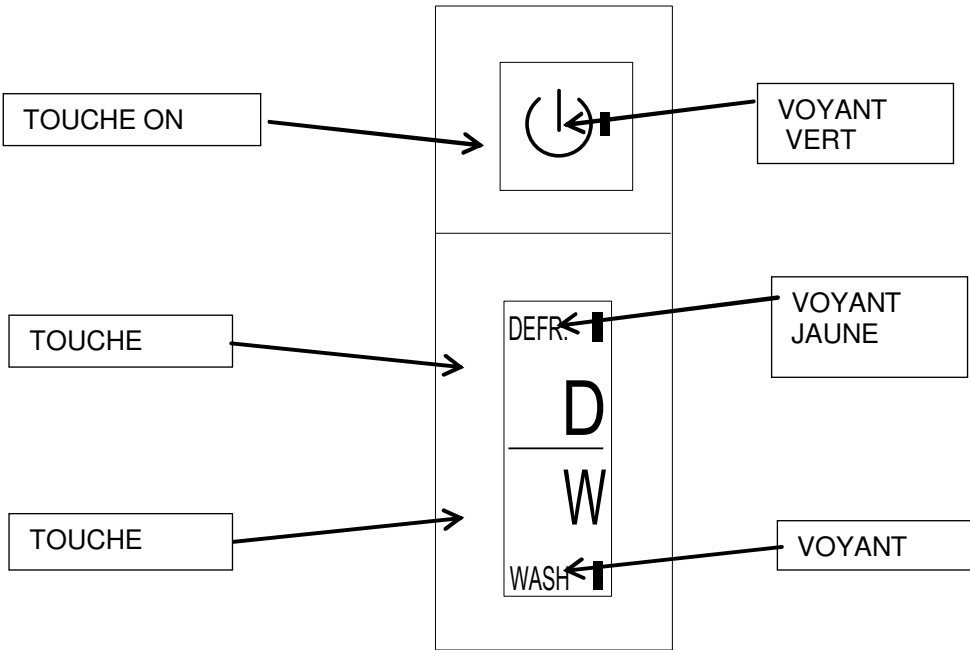 TOUCHE ON
VOYANT
VERT
TOUCHE
DEFR.
VOYANT
JAUNE
D
W
TOUCHE
WASH
VOYANT